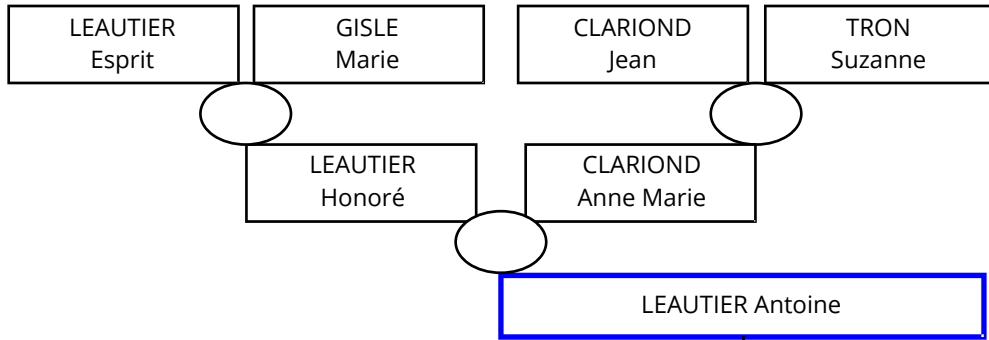 LEAUTIER
Esprit
GISLE
Marie
CLARIOND
Jean
TRON
Suzanne
LEAUTIER
Honoré
CLARIOND
Anne Marie
LEAUTIER Antoine